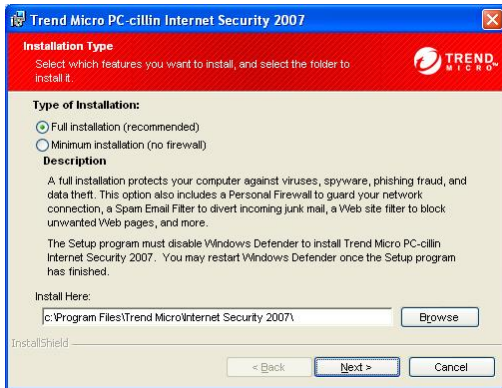 Trend Micro PC-cillin Internet Security 2007
Installation Type
Select which features you want to install, and select the folder to
install it.
TREND
MICRO
Type of Installation:
Full installation (recommended)
Minimum installation (no firewall)
Description
A full installation protects your computer against viruses, spyware, phishing fraud, and
data theft. This option also includes a Personal Firewall to guard your network
connection, a Spam Email Filter to divert incoming junk mail, a Web site filter to block
unwanted Web pages, and more.
The Setup program must disable Windows Defender to install Trend Micro PC-cillin
Internet Security 2007. You may restart Windows Defender once the Setup program
has finished.
Install Here:
c:\Program Files\Trend Micro\Internet Security 2007\
Browse
InstallShield
< Back
Next >
Cancel